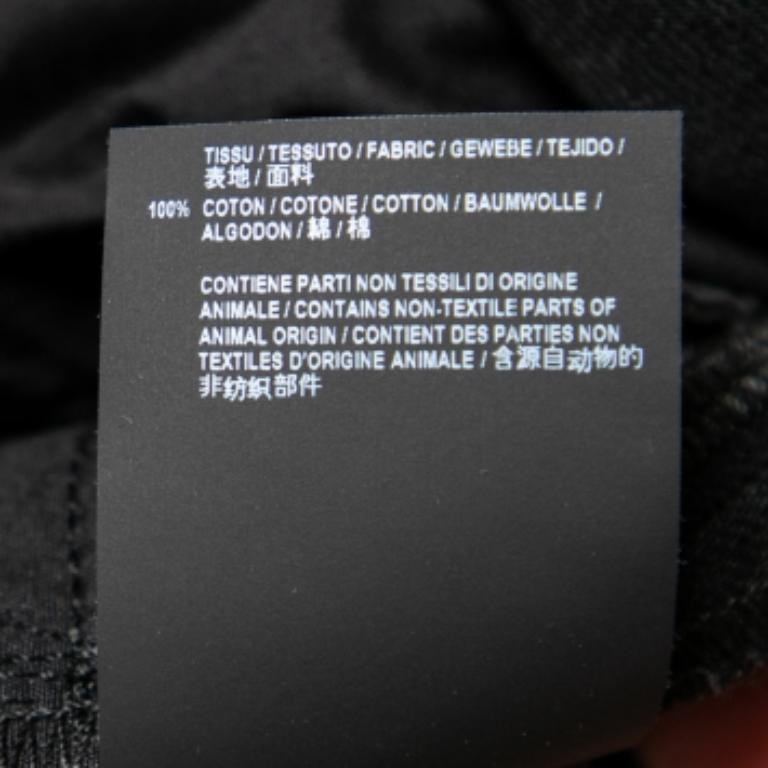 TISSU / TESSUTO / FABRIC / GEWEBE / TEJIDO /
表地 / 面料
100% COTON / COTONE / COTTON / BAUMWOLLE /
ALGODON / 綿 / 棉
CONTIENE PARTI NON TESSILI DI ORIGINE
ANIMALE / CONTAINS NON-TEXTILE PARTS OF
ANIMAL ORIGIN / CONTIENT DES PARTIES NON
TEXTILES D'ORIGINE ANIMALE / 含源自动物的
非纺织部件